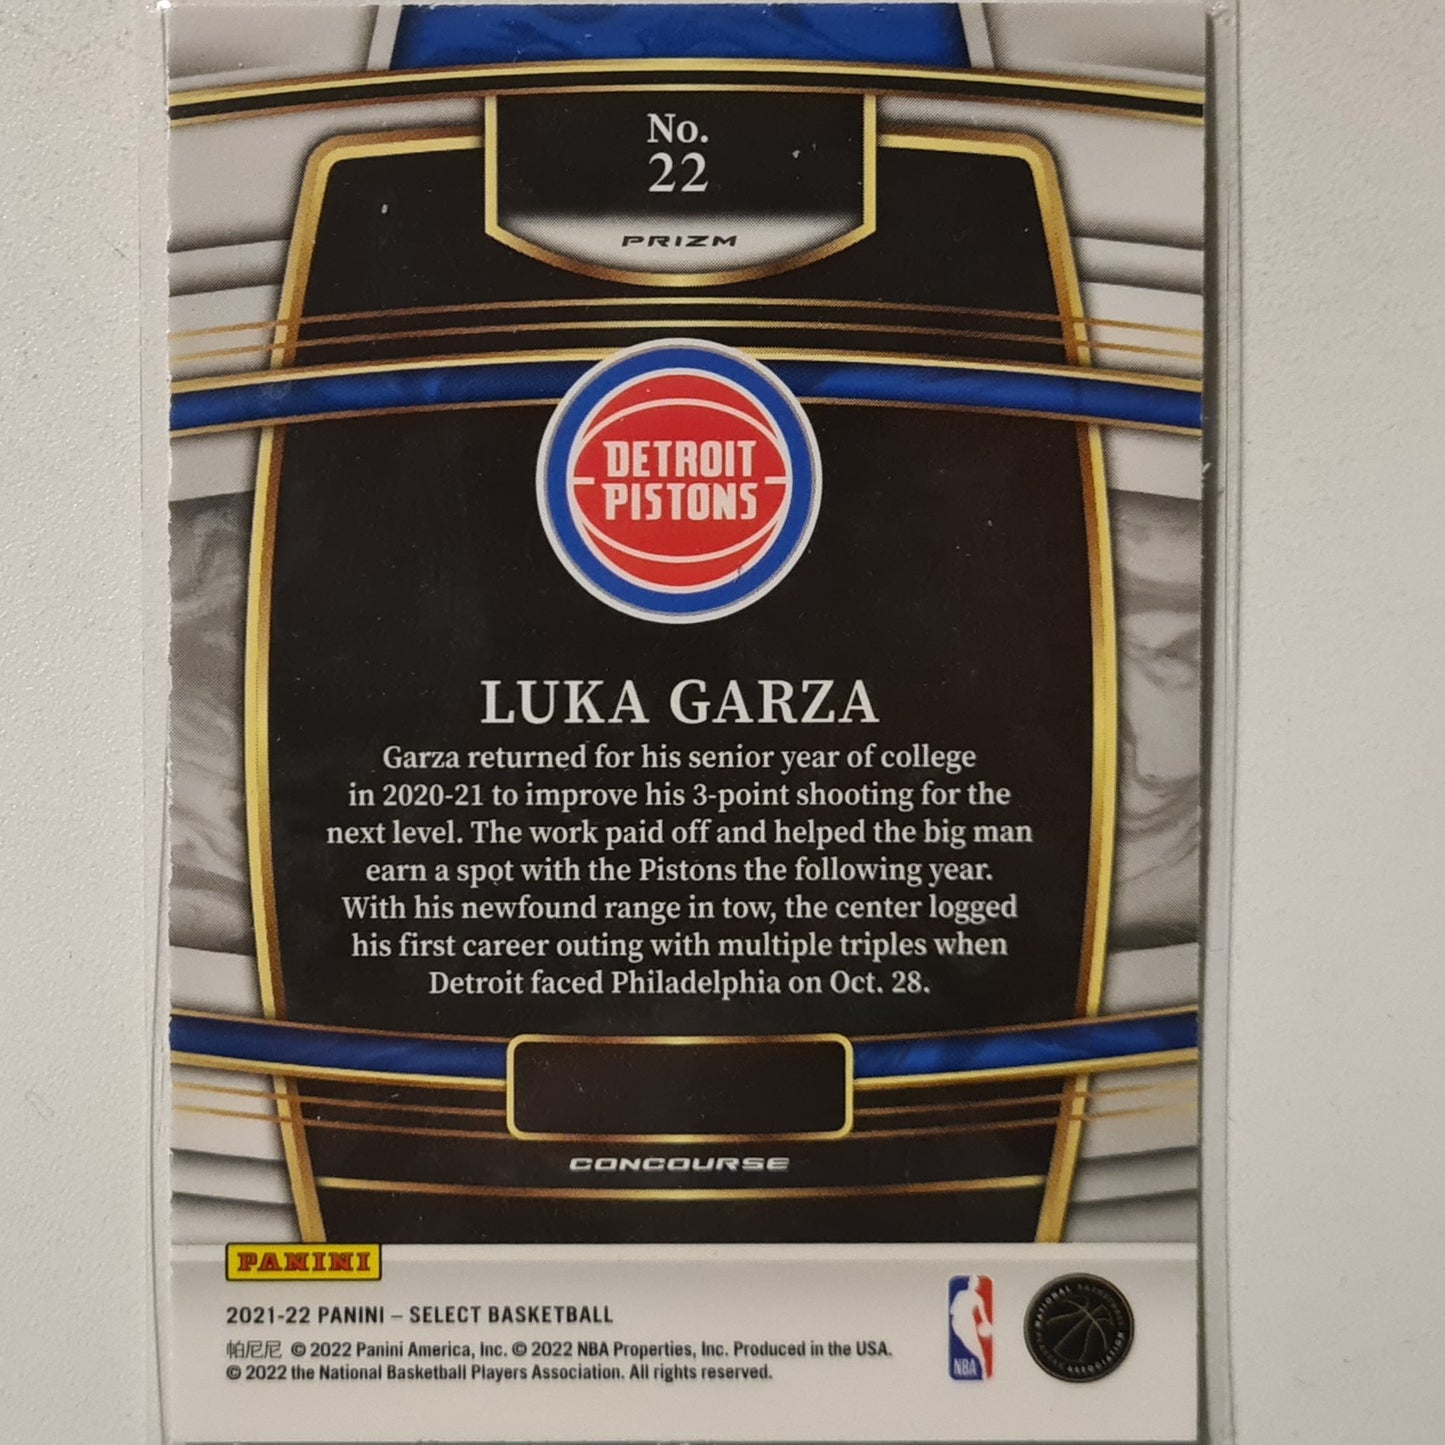 No.
22
PRIZM
DETROIT
PISTONS
LUKA GARZA
Garza returned for his senior year of college
in 2020-21 to improve his 3-point shooting for the
next level. The work paid off and helped the big man
earn a spot with the Pistons the following year.
With his newfound range in tow, the center logged
his first career outing with multiple triples when
Detroit faced Philadelphia on Oct. 28.
CONCOURSE
PANINI
2021-22 PANINI – SELECT BASKETBALL
帕尼尼 © 2022 Panini America, Inc. © 2022 NBA Properties, Inc. Produced in the USA.
© 2022 the National Basketball Players Association. All rights reserved.
NBA
NATIONAL BASKETBALL PLAYERS ASSOCIATION